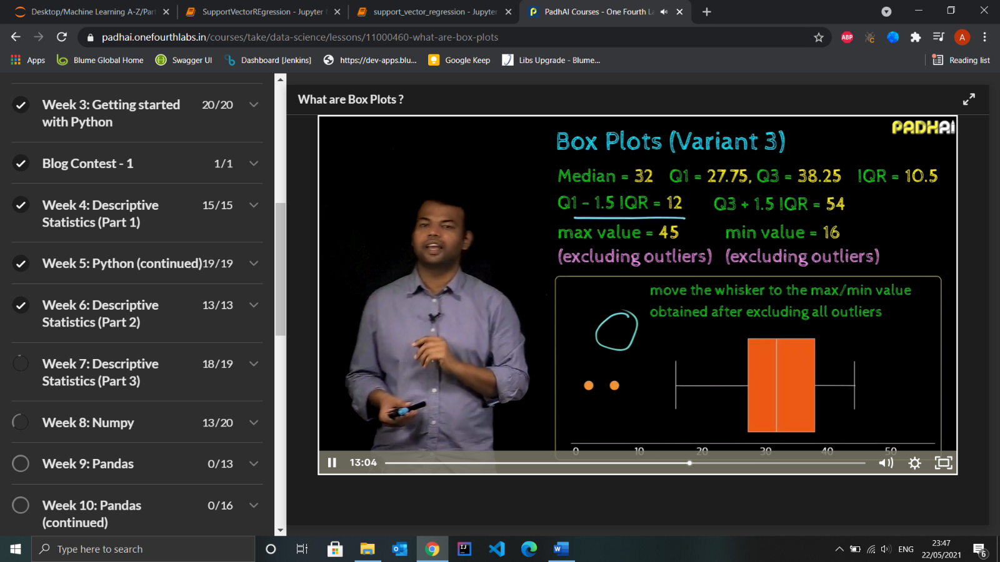 Desktop/Machine Learning A-Z/Part
SupportVectorREgression - Jupyter
support_vector_regression - Jupyter
PadhAI Courses - One Fourth La
padhai.onefourthlabs.in/courses/take/data-science/lessons/11000460-what-are-box-plots
ABP
A
Apps
Blume Global Home
Swagger UI
Dashboard [Jenkins]
https://dev-apps.blu...
Google Keep
Libs Upgrade - Blume...
Reading list
Week 3: Getting started 20/20
with Python
Blog Contest - 1 1/1
Week 4: Descriptive 15/15
Statistics (Part 1)
Week 5: Python (continued) 19/19
Week 6: Descriptive 13/13
Statistics (Part 2)
Week 7: Descriptive 18/19
Statistics (Part 3)
Week 8: Numpy 13/20
Week 9: Pandas 0/13
Week 10: Pandas 0/16
(continued)
What are Box Plots ?
PADHAI
Box Plots (Variant 3)
Median = 32 Q1 = 27.75, Q3 = 38.25 IQR = 10.5
Q1 - 1.5 IQR = 12 Q3 + 1.5 IQR = 54
max value = 45 min value = 16
(excluding outliers) (excluding outliers)
move the whisker to the max/min value
obtained after excluding all outliers
0 10 20 30 40 50
13:04
Type here to search
ENG
23:47
22/05/2021
6